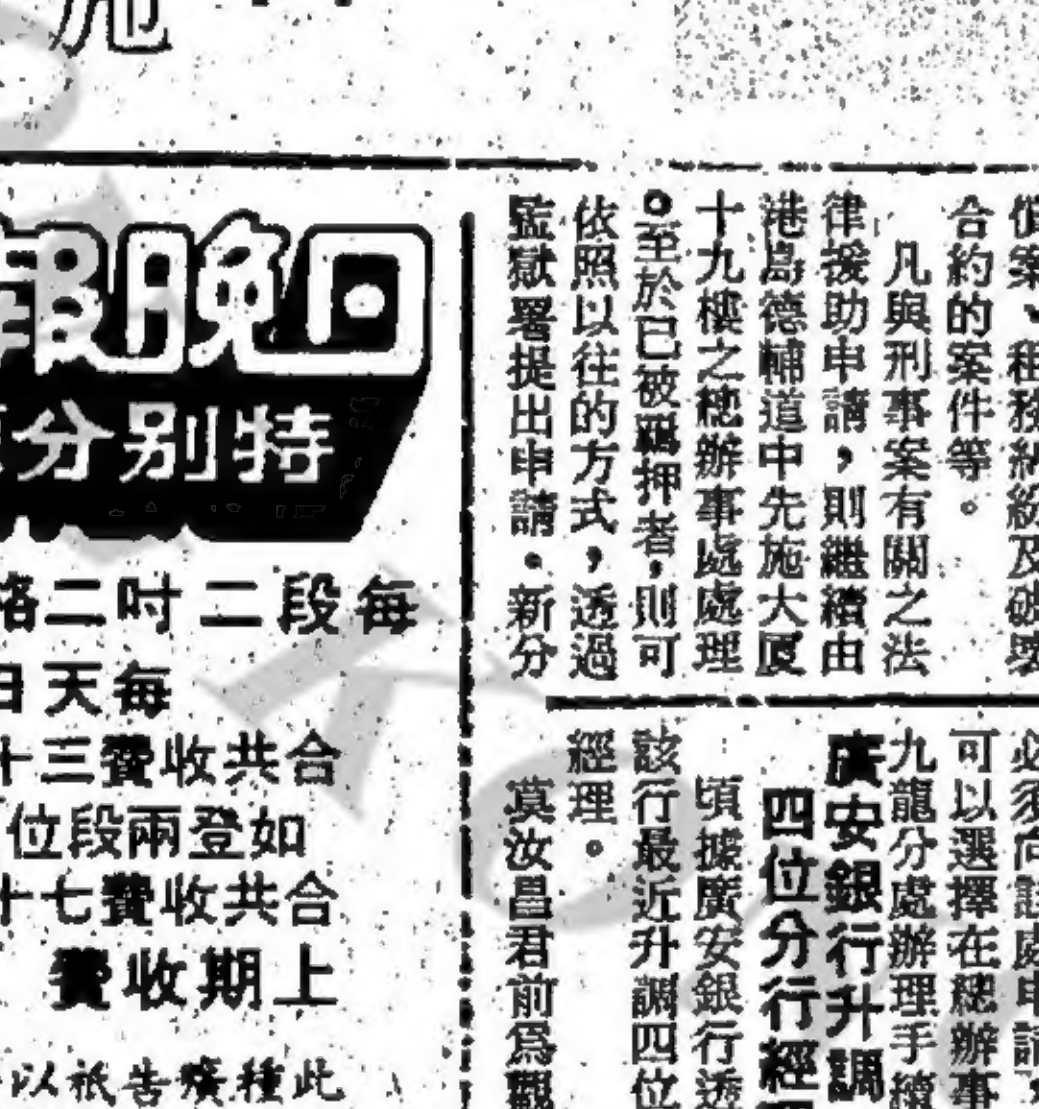 債案、租務糾紛及破壞
合約的案件等。
凡與刑事案有關之法
律援助申請，則繼續由
港島德輔道中先施大厦
十九樓之總辦事處處理
。至於已被羈押者，則可
依照以往的方式，透過
監獄署提出申請。新分
必須向該處申請，
可以選擇在總辦事
九龍分處辦理手續
廣安銀行升調
四位分行經
頃據廣安銀行透
該行最近升調四位
經理。
莫汝昌君前爲觀
日晚報
特别分
每段二吋二格
每天
合共收費三十
如登兩段位
合共收費七十
上期收費
此種廣告祇以